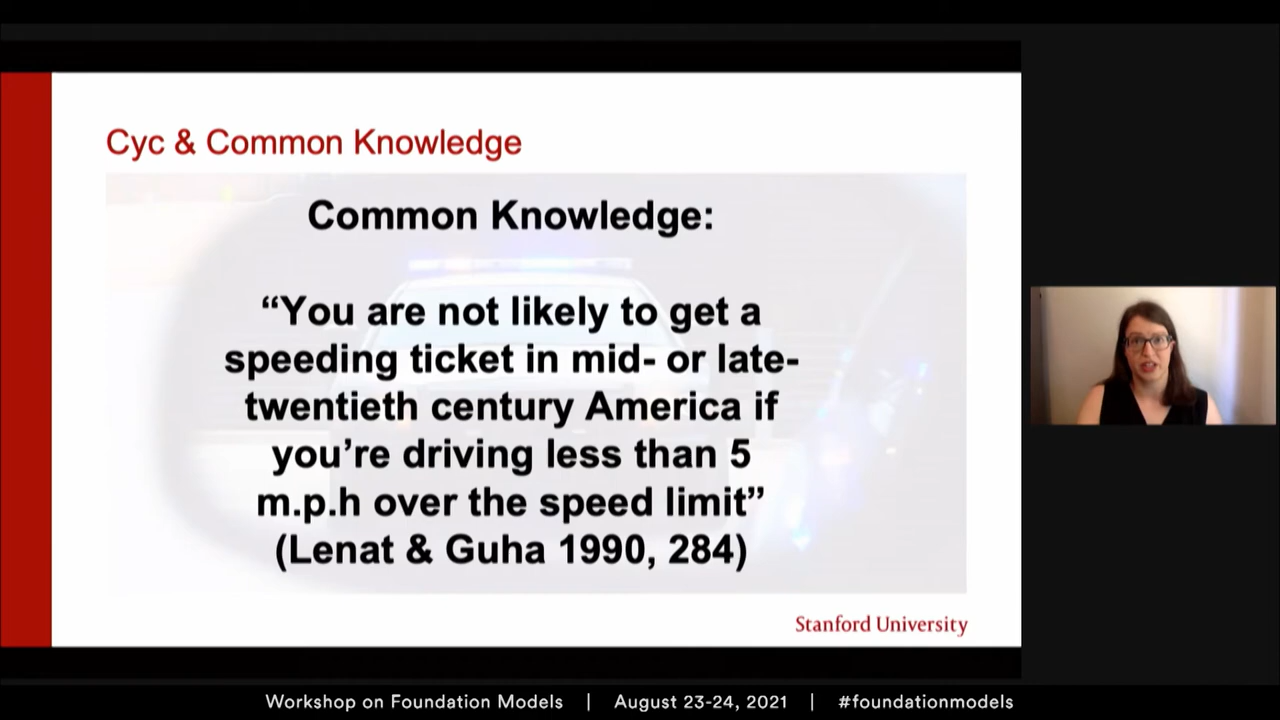 Cyc & Common Knowledge
Common Knowledge:
“You are not likely to get a
speeding ticket in mid- or late-
twentieth century America if
you’re driving less than 5
m.p.h over the speed limit”
(Lenat & Guha 1990, 284)
Stanford University
Workshop on Foundation Models | August 23-24, 2021 | #foundationmodels